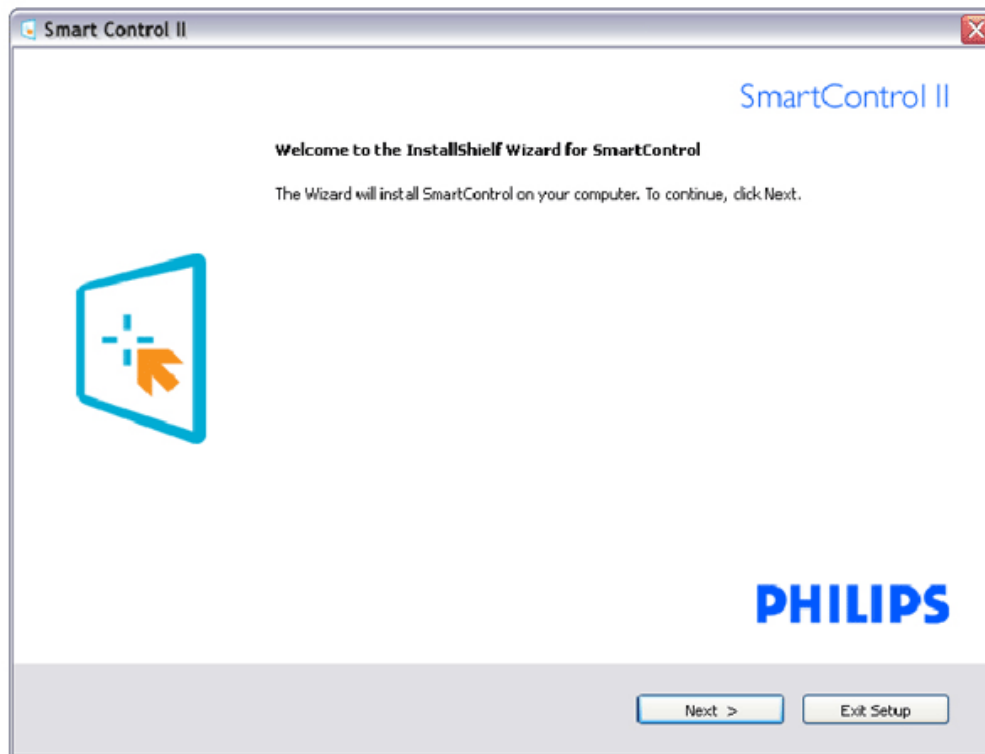 Smart Control II
SmartControl II
Welcome to the InstallShield Wizard for SmartControl
The Wizard will install SmartControl on your computer. To continue, click Next.
PHILIPS
Next >
Exit Setup